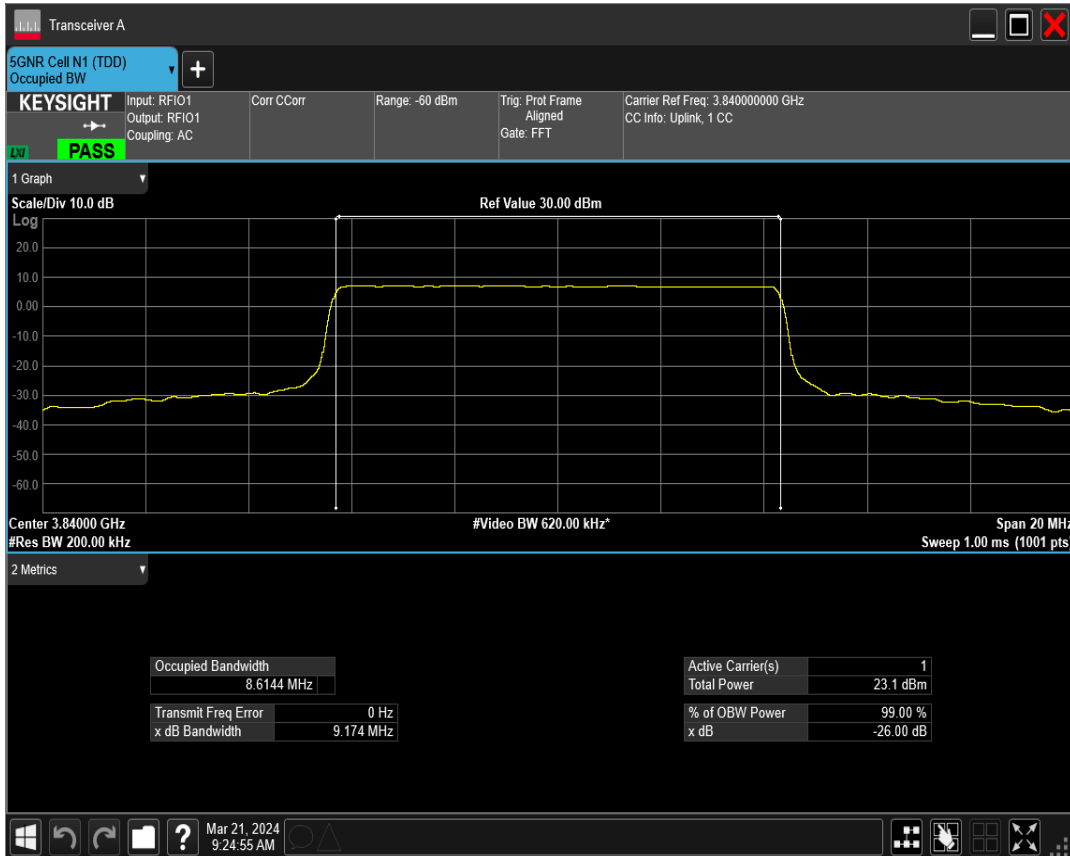 Transceiver A
5GNR Cell N1 (TDD)
Occupied BW
+
KEYSIGHT
LXI
PASS
Input: RFIO1
Output: RFIO1
Coupling: AC
Corr CCorr
Range: -60 dBm
Trig: Prot Frame
Aligned
Gate: FFT
Carrier Ref Freq: 3.840000000 GHz
CC Info: Uplink, 1 CC
1 Graph
Scale/Div 10.0 dB
Ref Value 30.00 dBm
Log
20.0
10.0
0.00
-10.0
-20.0
-30.0
-40.0
-50.0
-60.0
Center 3.84000 GHz
#Video BW 620.00 kHz*
Span 20 MHz
#Res BW 200.00 kHz
Sweep 1.00 ms (1001 pts)
2 Metrics
Occupied Bandwidth
8.6144 MHz
Transmit Freq Error 0 Hz
x dB Bandwidth 9.174 MHz
Active Carrier(s) 1
Total Power 23.1 dBm
% of OBW Power 99.00 %
x dB -26.00 dB
?
Mar 21, 2024
9:24:55 AM